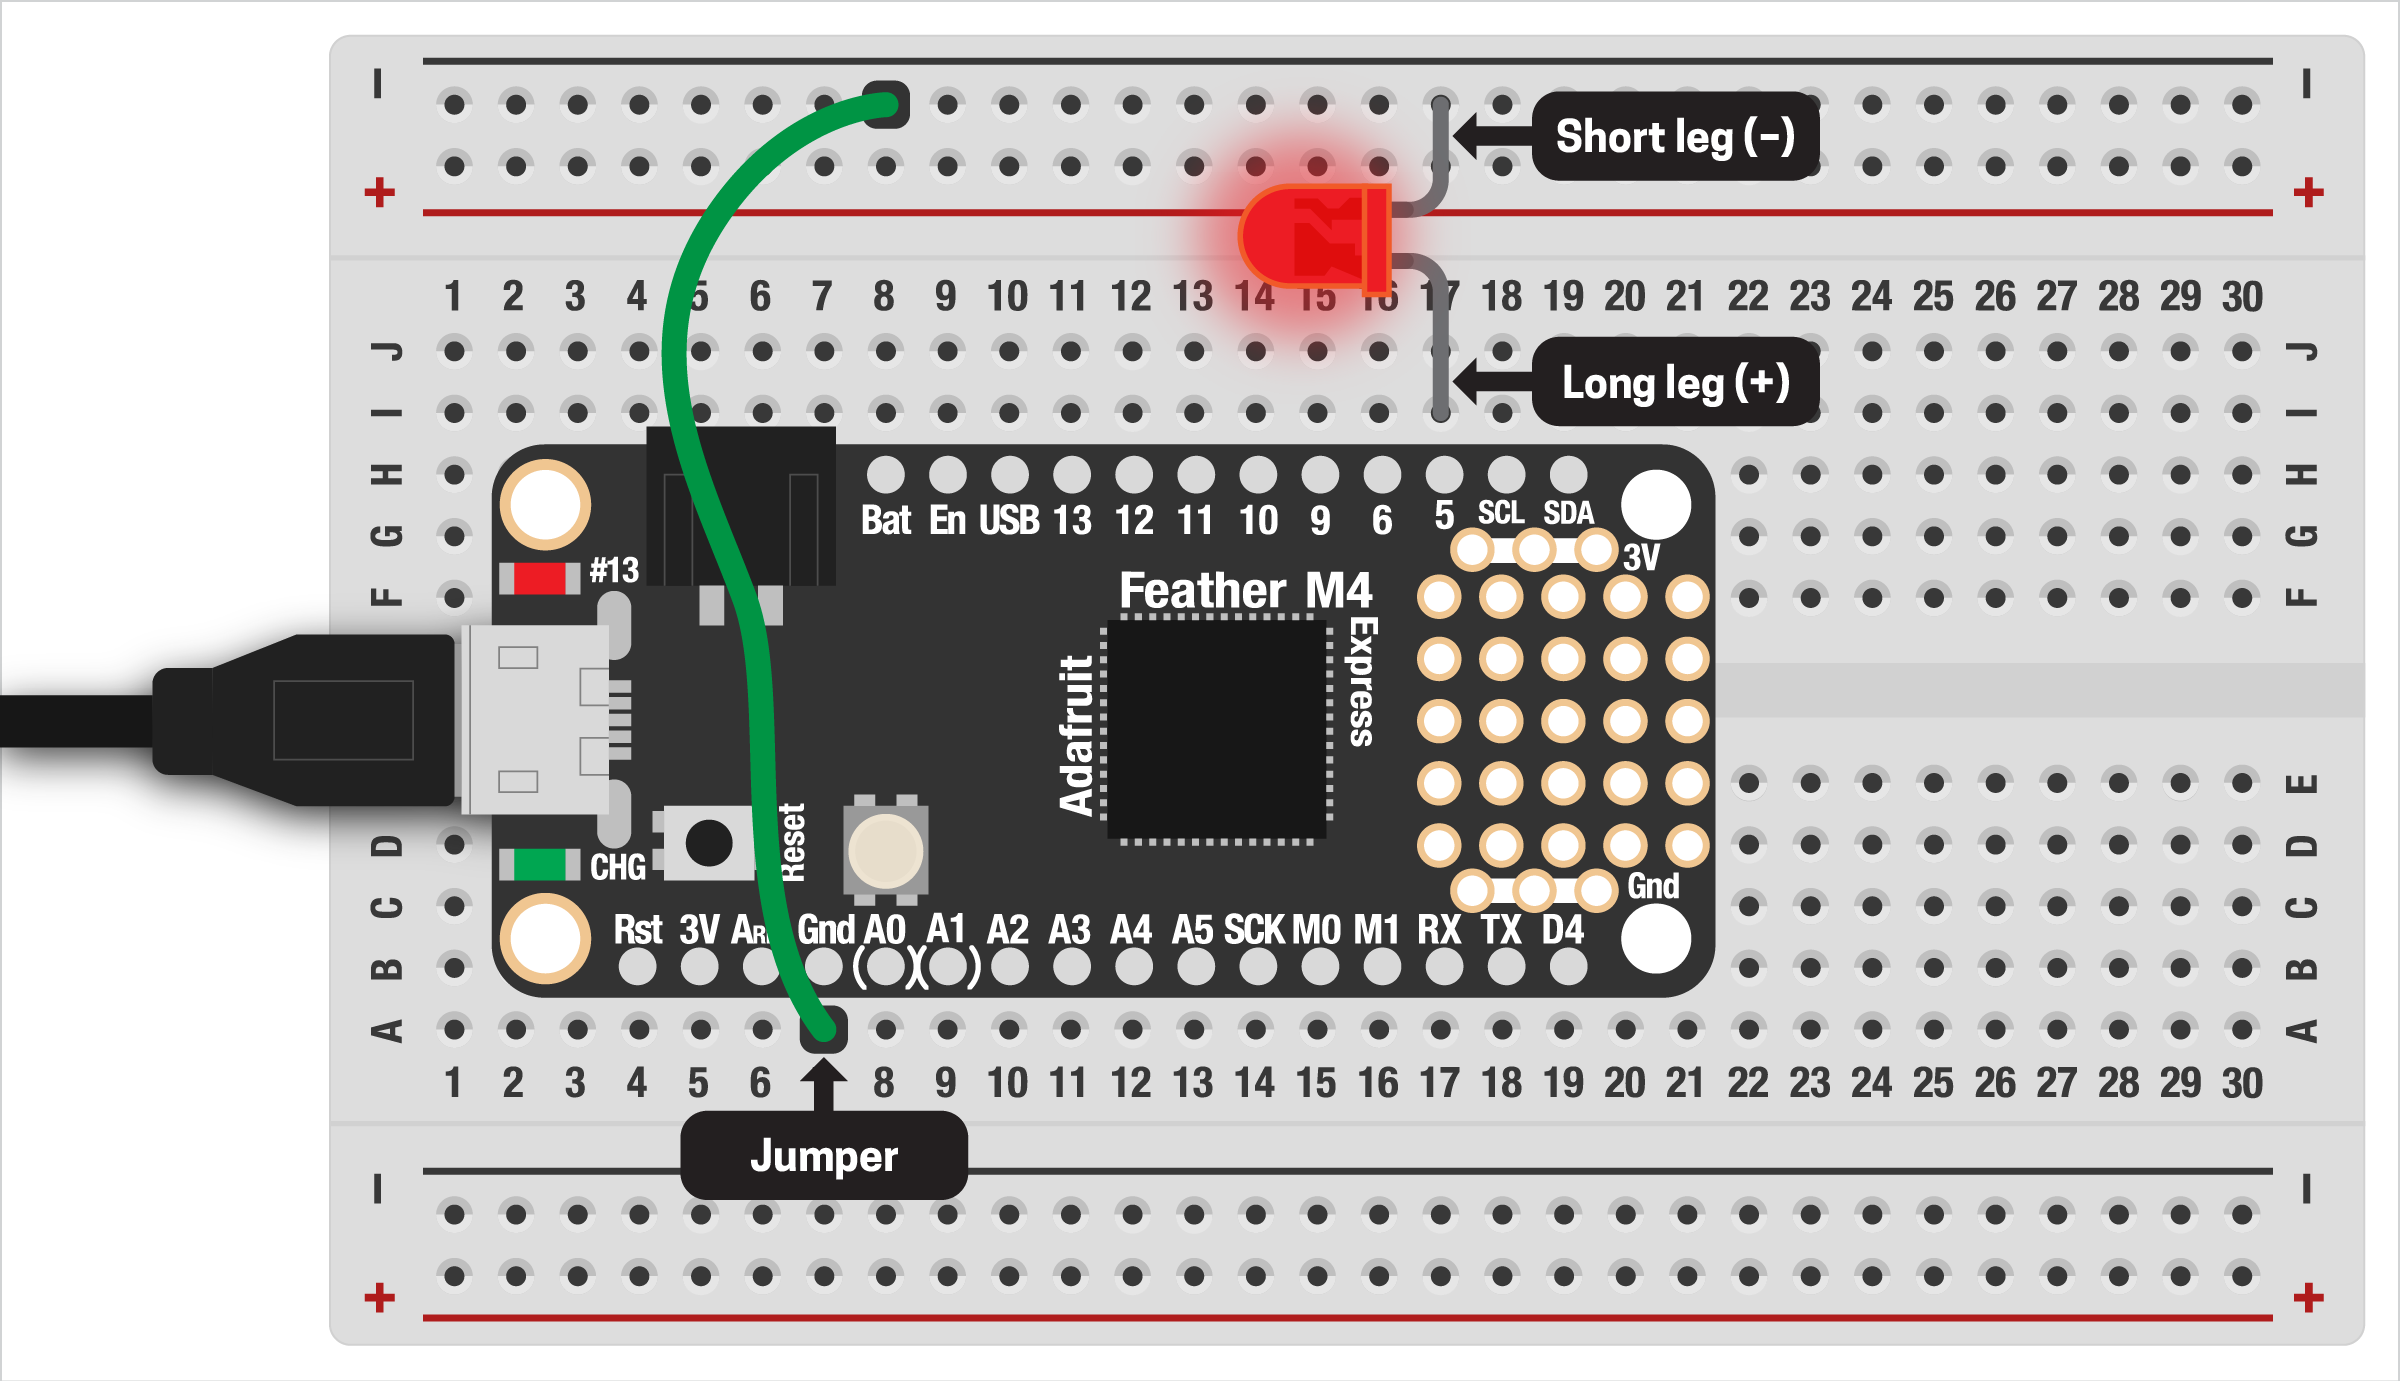 − −
Short leg (−)
+ +
1 2 3 4 5 6 7 8 9 10 11 12 13 14 15 16 17 18 19 20 21 22 23 24 25 26 27 28 29 30
J J
Long leg (+)
I I
H H
Bat En USB 13 12 11 10 9 6 5 SCL SDA
G G
3V
#13
Feather M4
F F
Express
Adafruit
E
Reset
D D
CHG
Gnd
C C
Rst 3V Gnd A0 A1 A2 A3 A4 A5 SCK M0 M1 RX TX D4
B ( )( ) B
A A
1 2 3 4 5 6 8 9 10 11 12 13 14 15 16 17 18 19 20 21 22 23 24 25 26 27 28 29 30
Jumper
− −
+ +